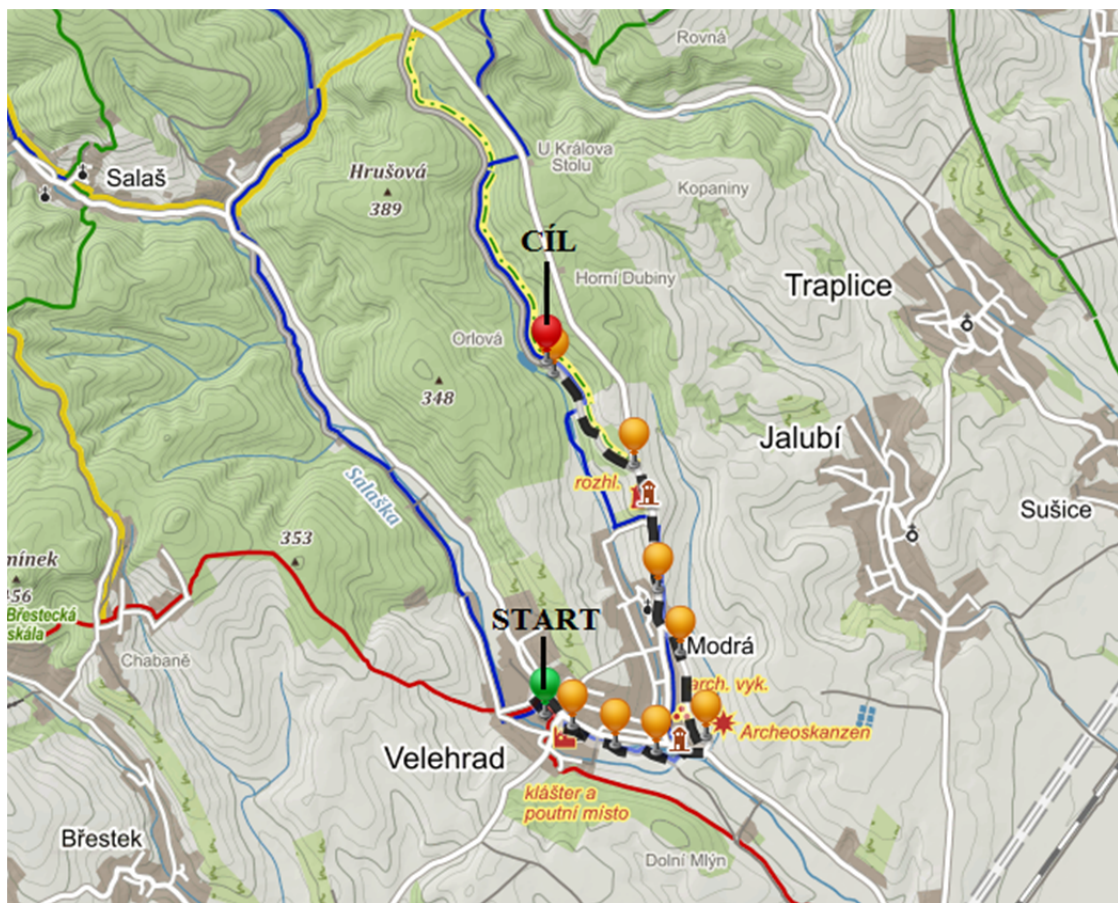 Rovná
U Králova
Stolu
Salaš
Hrušová
389
Kopaniny
CÍL
Horní Dubiny
Traplice
Orlová
348
Jalubí
rozhl.
Salaška
Sušice
353
mínek
456
Břestecká
skála
START
Chabaně
Modrá
arch. vyk.
Archeoskanzen
Velehrad
klášter a
poutní místo
Břestek
Dolní Mlýn